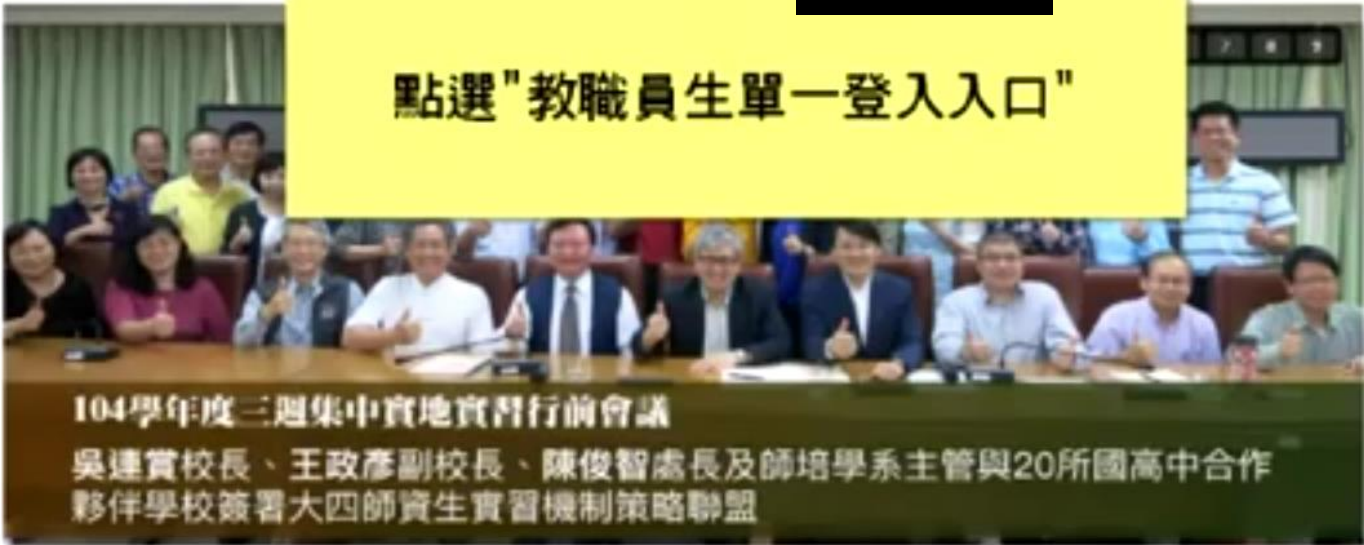 7 8 9
點選"教職員生單一登入入口"
104學年度三週集中實地實習行前會議
吳連賞校長、王政彥副校長、陳俊智處長及師培學系主管與20所國高中合作
夥伴學校簽署大四師資生實習機制策略聯盟